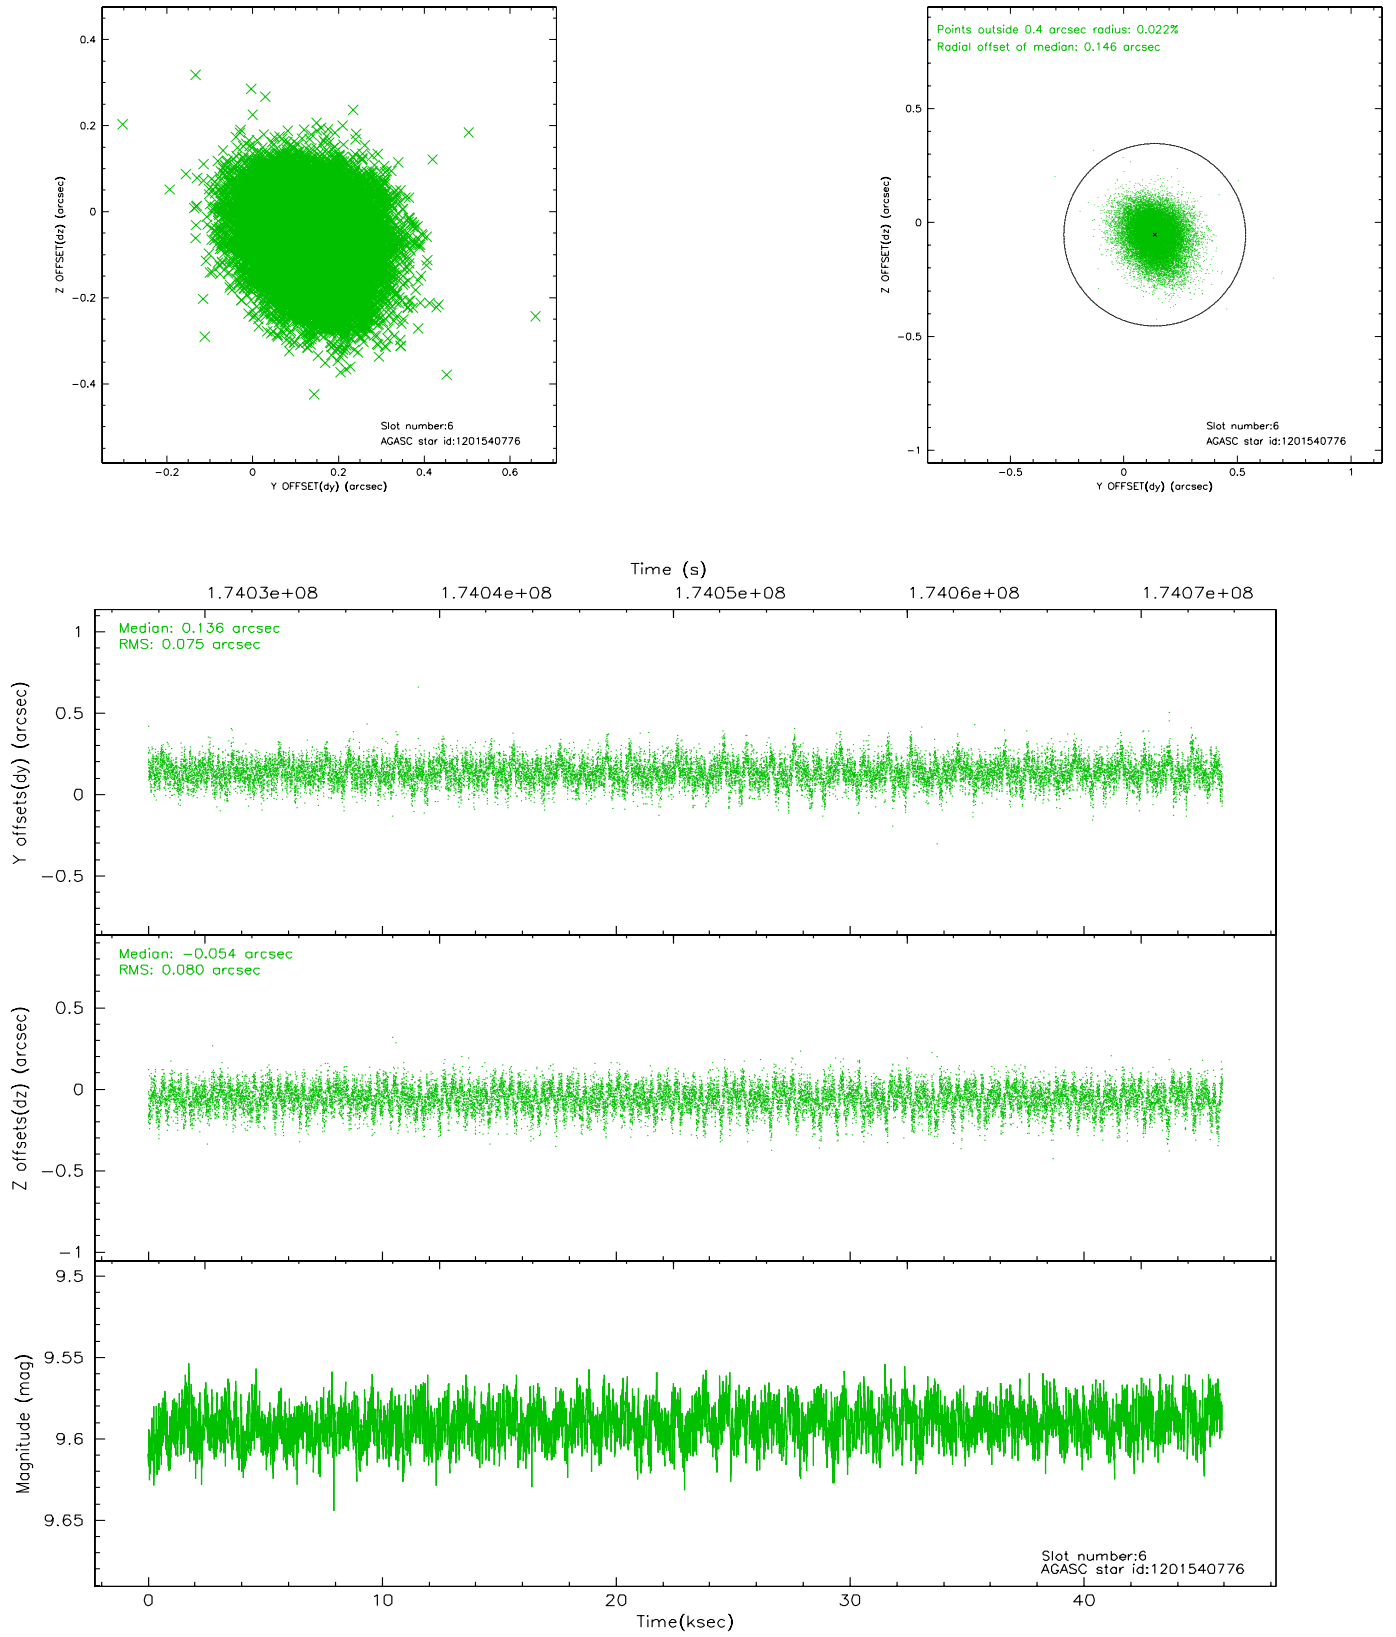 0.4
0.2
0
−0.2
−0.4
Z OFFSET(dz) (arcsec)
Slot number:6
AGASC star id:1201540776
−0.2
0
0.2
0.4
0.6
Y OFFSET(dy) (arcsec)
Points outside 0.4 arcsec radius: 0.022%
Radial offset of median: 0.146 arcsec
0.5
0
−0.5
−1
Z OFFSET(dz) (arcsec)
Slot number:6
AGASC star id:1201540776
−0.5
0
0.5
1
Y OFFSET(dy) (arcsec)
Time (s)
1.7403e+08
1.7404e+08
1.7405e+08
1.7406e+08
1.7407e+08
Median: 0.136 arcsec
RMS: 0.075 arcsec
1
0.5
0
−0.5
Y offsets(dy) (arcsec)
Median: −0.054 arcsec
RMS: 0.080 arcsec
0.5
0
−0.5
−1
Z offsets(dz) (arcsec)
9.5
9.55
9.6
9.65
Magnitude (mag)
Slot number:6
AGASC star id:1201540776
0
10
20
30
40
Time(ksec)